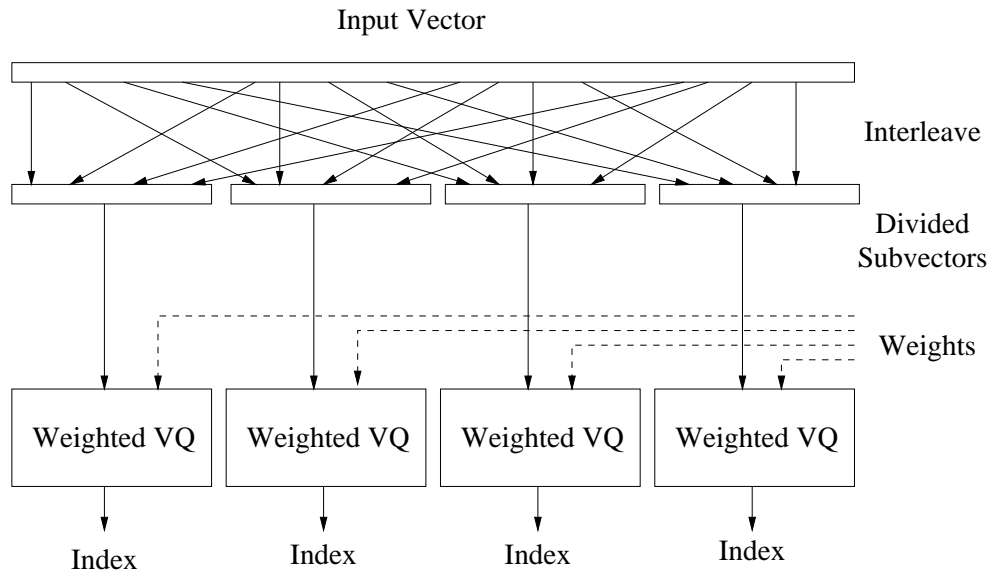 Input Vector
Interleave
Divided
Subvectors
Weights
Weighted VQ
Weighted VQ
Weighted VQ
Weighted VQ
Index
Index
Index
Index